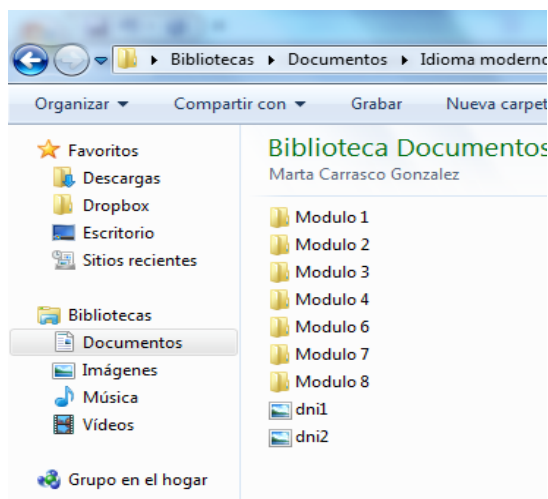 Bibliotecas ▸ Documentos ▸ Idioma moderno
Organizar Compartir con Grabar Nueva carpet
Favoritos
Descargas
Dropbox
Escritorio
Sitios recientes
Bibliotecas
Documentos
Imágenes
Música
Vídeos
Grupo en el hogar
Biblioteca Documentos
Marta Carrasco Gonzalez
Modulo 1
Modulo 2
Modulo 3
Modulo 4
Modulo 6
Modulo 7
Modulo 8
dni1
dni2